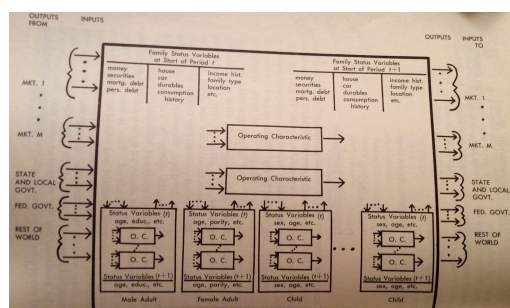 OUTPUTS INPUTS
FROM
OUTPUTS INPUTS
TO
Family Status Variables
at Start of Period t
money house income hist.
securities car family type
mortg. debt durables location
pers. debt consumption etc.
history
Family Status Variables
at Start of Period t+1
money house income hist.
securities car family type
martg. debt durables location
pers. debt consumption etc.
history
MKT. 1
MKT. M
STATE
AND LOCAL
GOVT.
FED. GOVT.
REST OF
WORLD
Operating Characteristic
Operating Characteristic
MKT. 1
MKT. M
STATE
AND LOCAL
GOVT.
FED. GOVT.
REST OF
WORLD
Status Variables (t)
age, educ., etc.
O. C.
O. C.
Status Variables (t+1)
age, educ., etc.
Male Adult
Status Variables (t)
age, parity, etc.
O. C.
O. C.
Status Variables (t+1)
age, parity, etc.
Female Adult
Status Variables (t)
sex, age, etc.
O. C.
O. C.
Status Variables (t+1)
sex, age, etc.
Child
Status Variables (t)
sex, age, etc.
O. C.
O. C.
Status Variables (t+1)
sex, age, etc.
Child